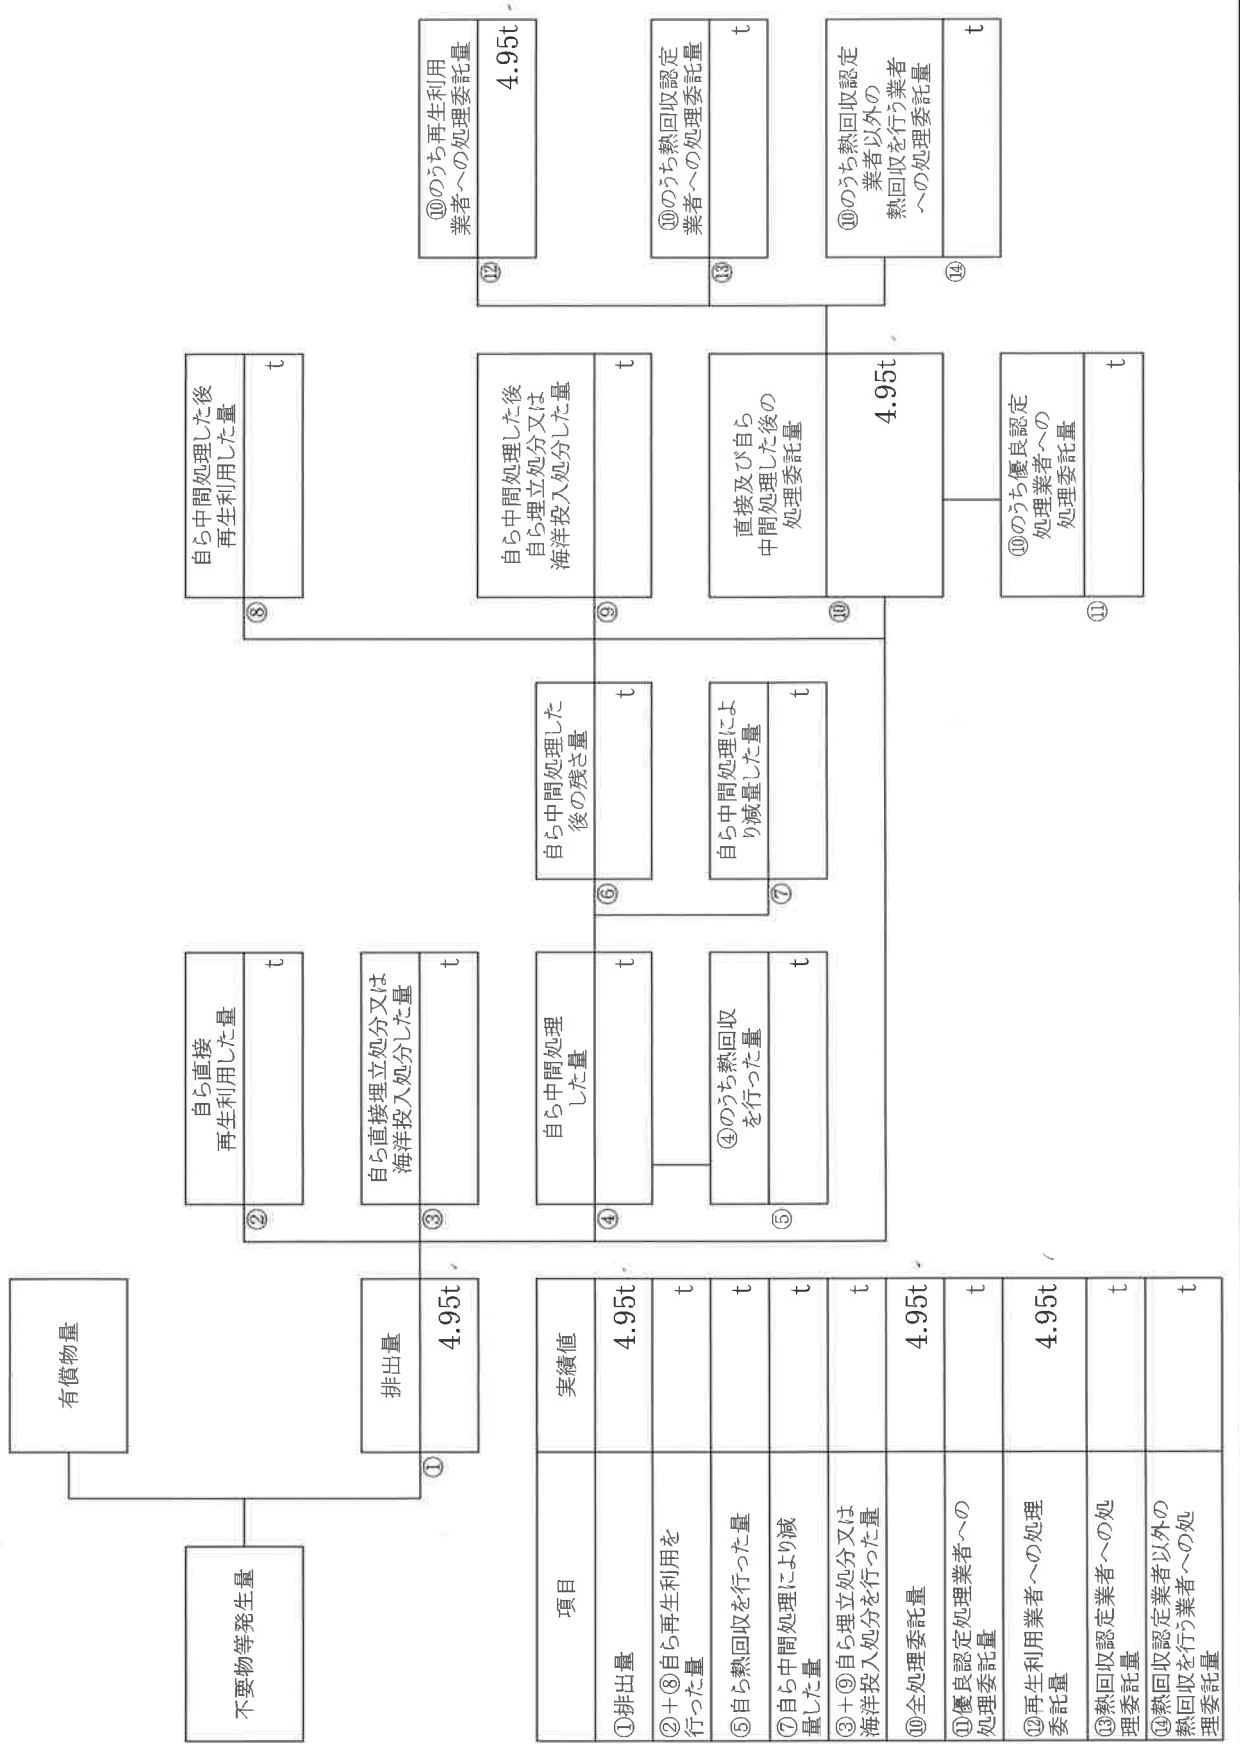 有償物量
不要物等発生量
排出量
①
4.95t
自ら直接
再生利用した量
②
t
自ら直接埋立処分又は
海洋投入処分した量
③
t
自ら中間処理
した量
④
t
④のうち熱回収
を行った量
⑤
t
自ら中間処理した
後の残さ量
⑥
t
自ら中間処理によ
り減量した量
⑦
t
自ら中間処理した後
再生利用した量
⑧
t
自ら中間処理した後
自ら埋立処分又は
海洋投入処分した量
⑨
t
直接及び自ら
中間処理した後の
処理委託量
⑩
4.95t
⑩のうち優良認定
処理業者への
処理委託量
⑪
t
⑩のうち再生利用
業者への処理委託量
⑫
4.95t
⑩のうち熱回収認定
業者への処理委託量
⑬
t
⑩のうち熱回収認定
業者以外の
熱回収を行う業者
への処理委託量
⑭
t
項目 実績値
①排出量 4.95t
②+⑧自ら再生利用を
行った量 t
⑤自ら熱回収を行った量 t
⑦自ら中間処理により減
量した量 t
③+⑨自ら埋立処分又は
海洋投入処分を行った量 t
⑩全処理委託量 4.95t
⑪優良認定処理業者への
処理委託量 t
⑫再生利用業者への処理
委託量 4.95t
⑬熱回収認定業者への処
理委託量 t
⑭熱回収認定業者以外の
熱回収を行う業者への処
理委託量 t